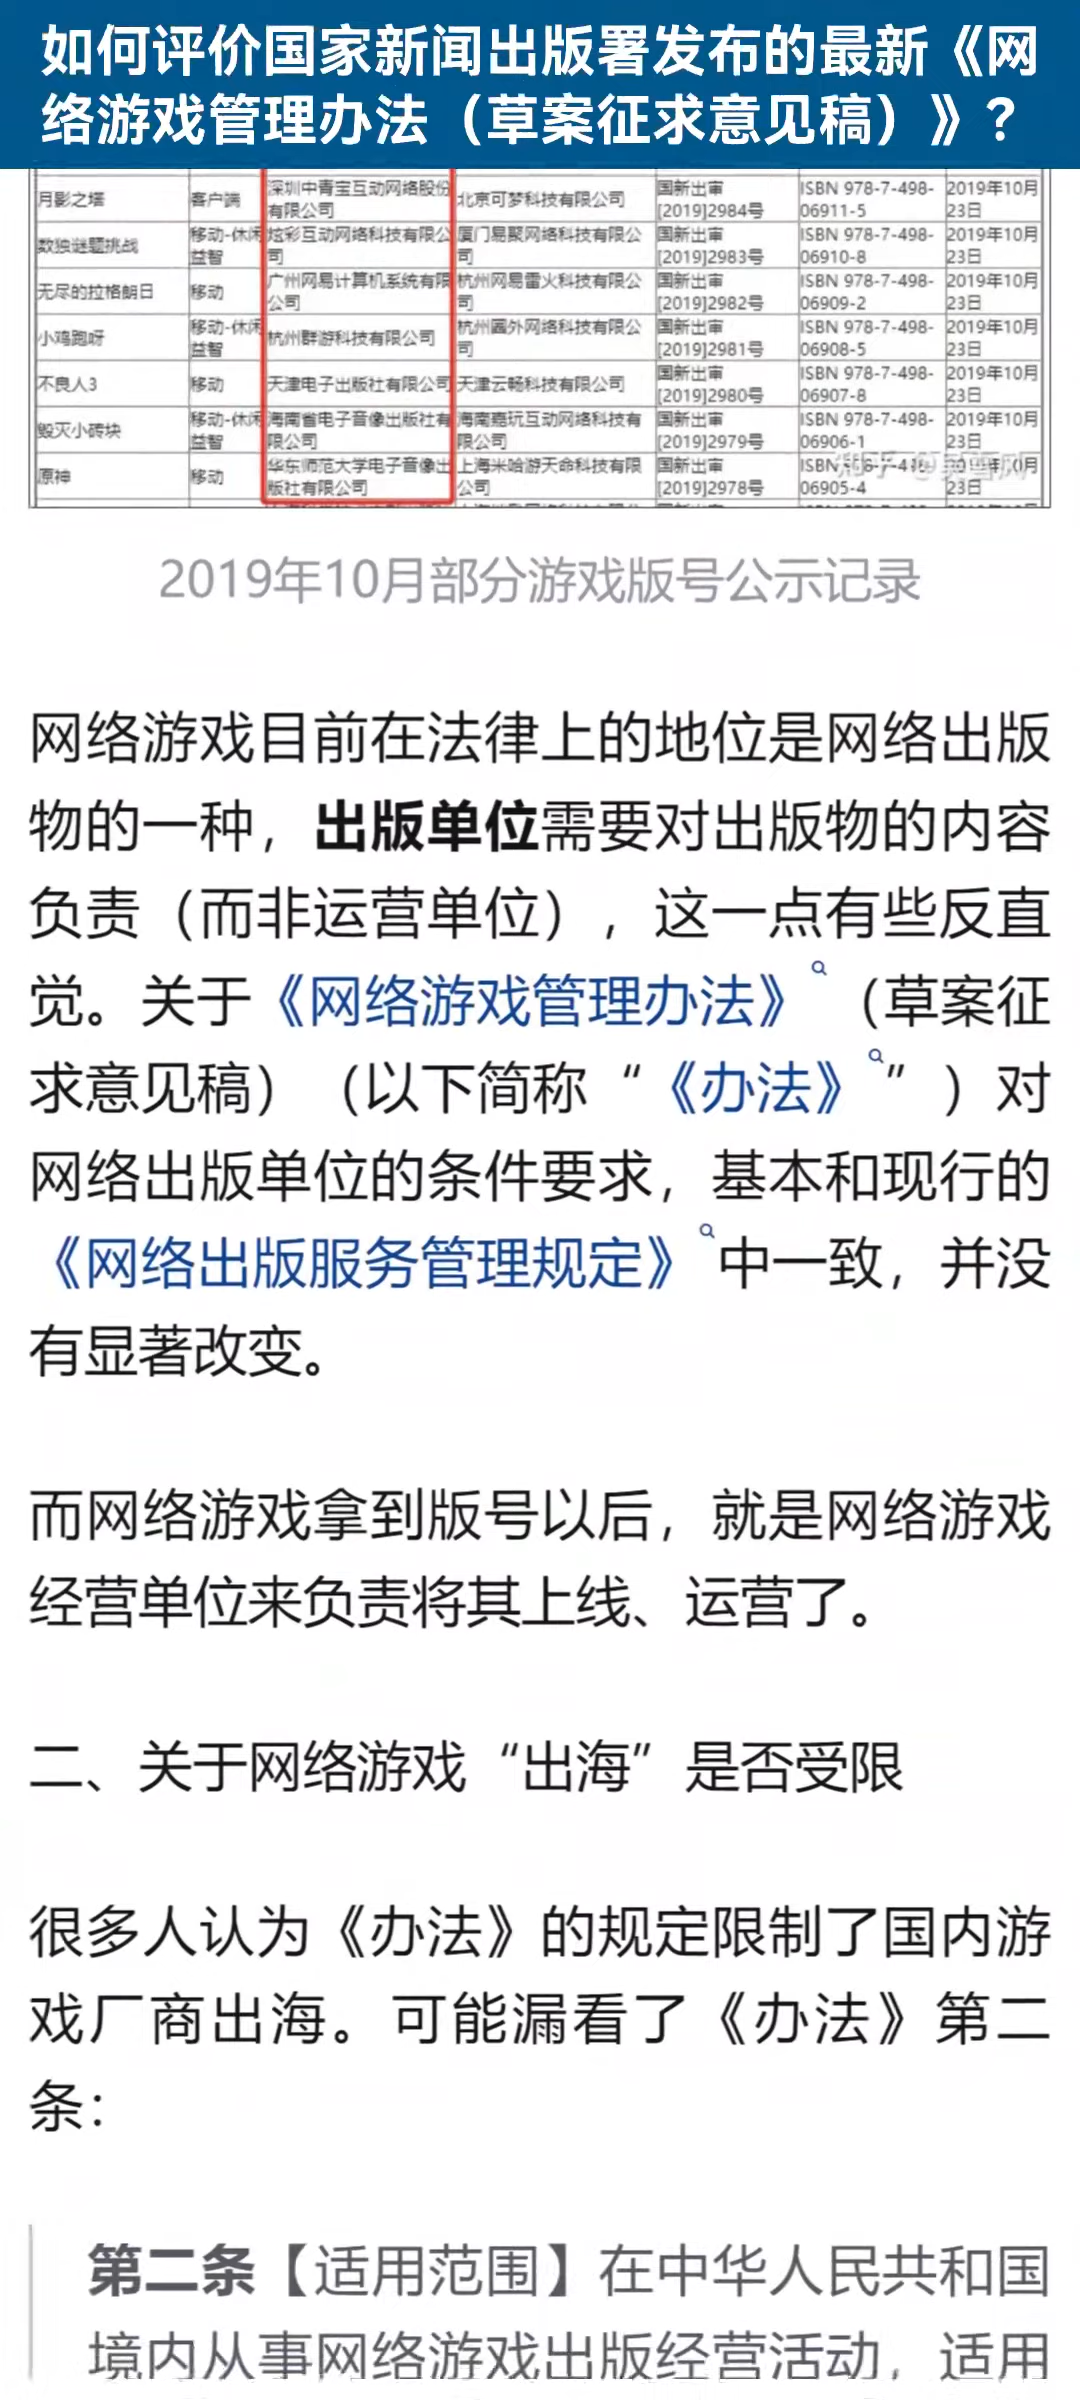 如何评价国家新闻出版署发布的最新《网
络游戏管理办法（草案征求意见稿）》？
月影之塔 客户端 深圳中青宝互动网络股份有限公司 北京可梦科技有限公司 国新出审[2019]2984号 ISBN 978-7-498-06911-5 2019年10月23日
数独谜题挑战 移动-休闲益智 炫彩互动网络科技有限公司 厦门易聚网络科技有限公司 国新出审[2019]2983号 ISBN 978-7-498-06910-8 2019年10月23日
无尽的拉格朗日 移动 广州网易计算机系统有限公司 杭州网易雷火科技有限公司 国新出审[2019]2982号 ISBN 978-7-498-06909-2 2019年10月23日
小鸡跑呀 移动-休闲益智 杭州群游科技有限公司 杭州圈外网络科技有限公司 国新出审[2019]2981号 ISBN 978-7-498-06908-5 2019年10月23日
不良人3 移动 天津电子出版社有限公司 天津云畅科技有限公司 国新出审[2019]2980号 ISBN 978-7-498-06907-8 2019年10月23日
毁灭小砖块 移动-休闲益智 海南省电子音像出版社有限公司 海南嘉玩互动网络科技有限公司 国新出审[2019]2979号 ISBN 978-7-498-06906-1 2019年10月23日
原神 移动 华东师范大学电子音像出版社有限公司 上海米哈游天命科技有限公司 国新出审[2019]2978号 ISBN 06905-4 23日
2019年10月部分游戏版号公示记录
网络游戏目前在法律上的地位是网络出版
物的一种，出版单位需要对出版物的内容
负责（而非运营单位），这一点有些反直
觉。关于《网络游戏管理办法》（草案征
求意见稿）（以下简称“《办法》”）对
网络出版单位的条件要求，基本和现行的
《网络出版服务管理规定》中一致，并没
有显著改变。
而网络游戏拿到版号以后，就是网络游戏
经营单位来负责将其上线、运营了。
二、关于网络游戏“出海”是否受限
很多人认为《办法》的规定限制了国内游
戏厂商出海。可能漏看了《办法》第二
条：
第二条【适用范围】在中华人民共和国
境内从事网络游戏出版经营活动，适用